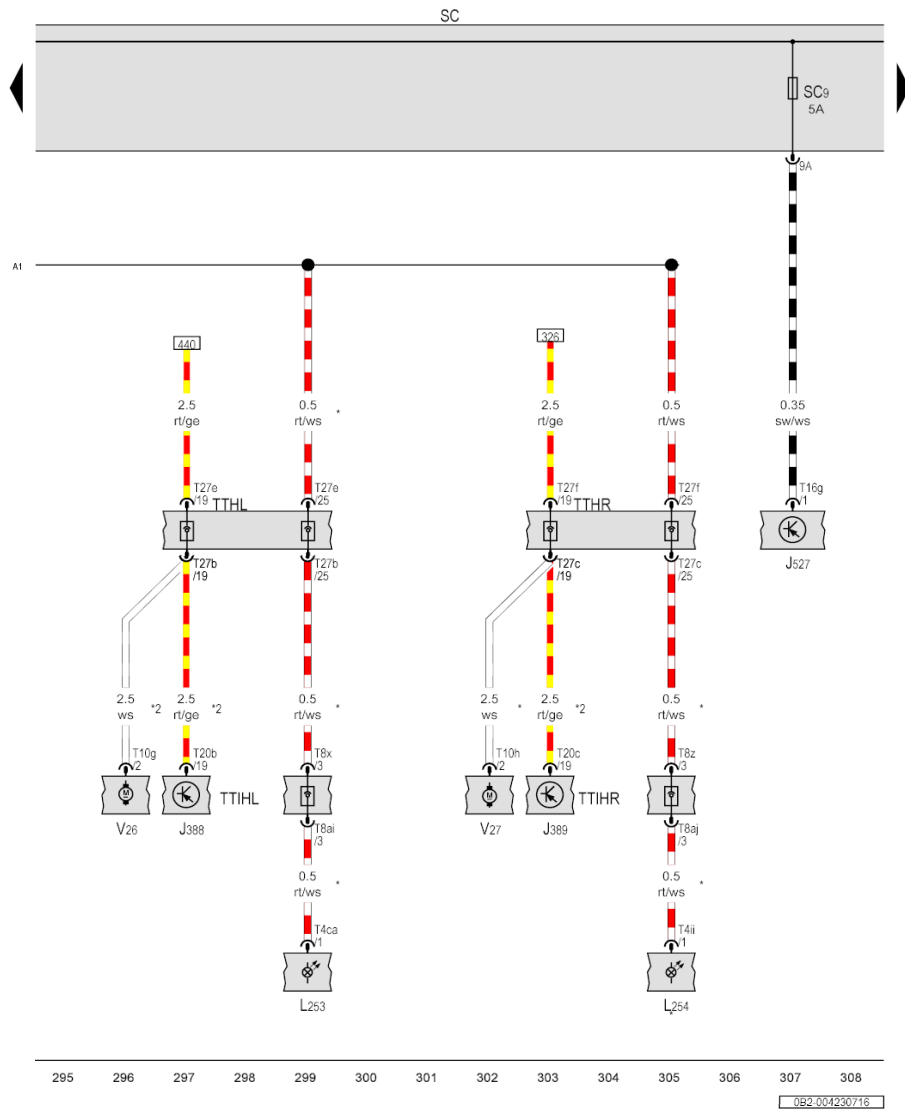 SC
SC9
5A
9A
A1
440
326
2.5
rt/ge
0.5
rt/ws
*
2.5
rt/ge
0.5
rt/ws
0.35
sw/ws
T27e
/19
TTHL
T27e
/25
T27f
/19
TTHR
T27f
/25
T16g
/1
J527
T27b
/19
T27b
/25
T27c
/19
T27c
/25
2.5
ws
*2
2.5
rt/ge
*2
0.5
rt/ws
*
2.5
ws
*
2.5
rt/ge
*2
0.5
rt/ws
*
T10g
/2
T20b
/19
T8x
/3
T10h
/2
T20c
/19
T8z
/3
M
TTIHL
M
TTIHR
V26
J388
V27
J389
T8ai
/3
T8aj
/3
0.5
rt/ws
*
0.5
rt/ws
*
T4ca
/1
T4ii
/1
L253
L254
*
295 296 297 298 299 300 301 302 303 304 305 306 307 308
0B2-004230716